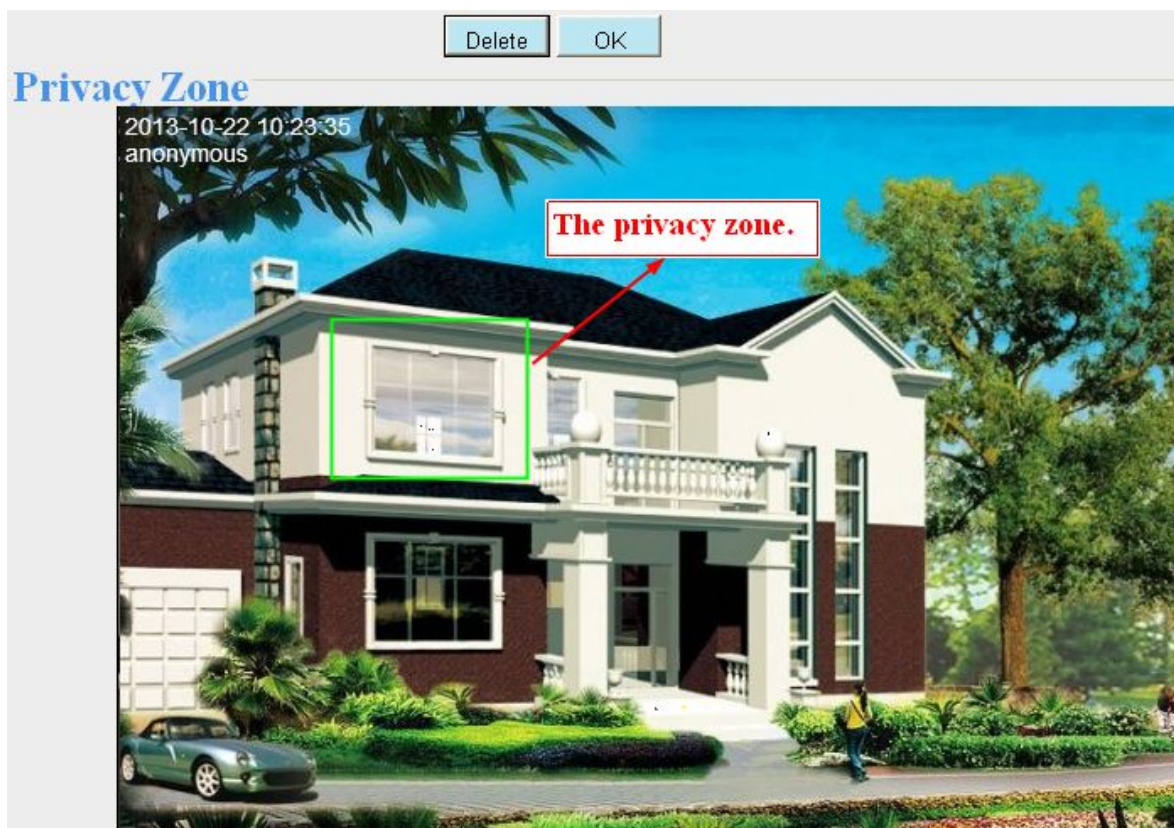 Delete OK
Privacy Zone
2013-10-22 10:23:35
anonymous
The privacy zone.